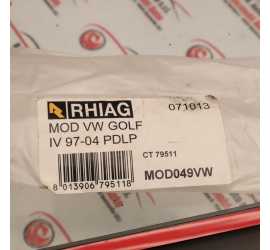 RHIAG
071013
MOD VW GOLF
IV 97-04 PDLP
CT 79511
8 013906 795118
MOD049VW